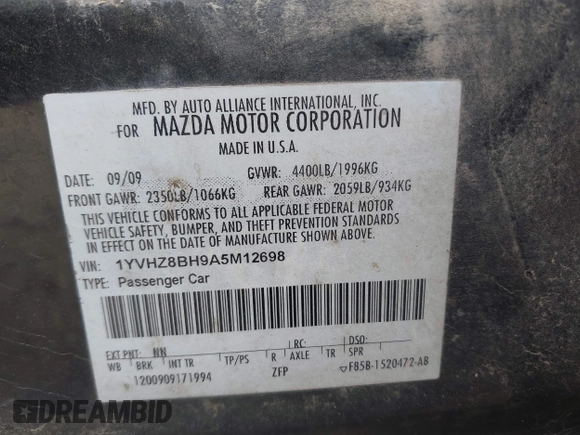 MFD. BY AUTO ALLIANCE INTERNATIONAL, INC.
FOR MAZDA MOTOR CORPORATION
MADE IN U.S.A.
DATE: 09/09 GVWR: 4400LB/1996KG
FRONT GAWR: 2350LB/1066KG REAR GAWR: 2059LB/934KG
THIS VEHICLE CONFORMS TO ALL APPLICABLE FEDERAL MOTOR
VEHICLE SAFETY, BUMPER, AND THEFT PREVENTION STANDARDS
IN EFFECT ON THE DATE OF MANUFACTURE SHOWN ABOVE.
VIN: 1YVHZ8BH9A5M12698
TYPE: Passenger Car
EXT PNT: NN RC: DSO:
WB BRK INT TR TP/PS R AXLE TR SPR
1200909171994 ZFP F85B-1520472-AB
DREAMBID